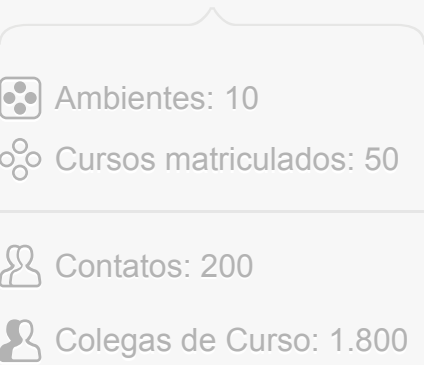 Ambientes: 10
Cursos matriculados: 50
Contatos: 200
Colegas de Curso: 1.800